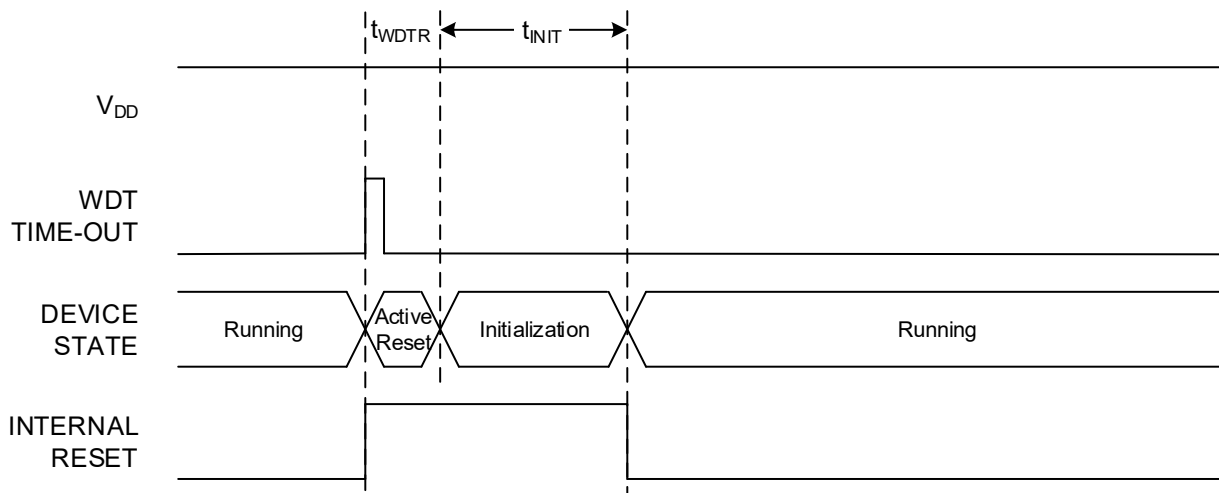 tWDTR
tINIT
VDD
WDT
TIME-OUT
DEVICE
STATE
Running
Active
Reset
Initialization
Running
INTERNAL
RESET